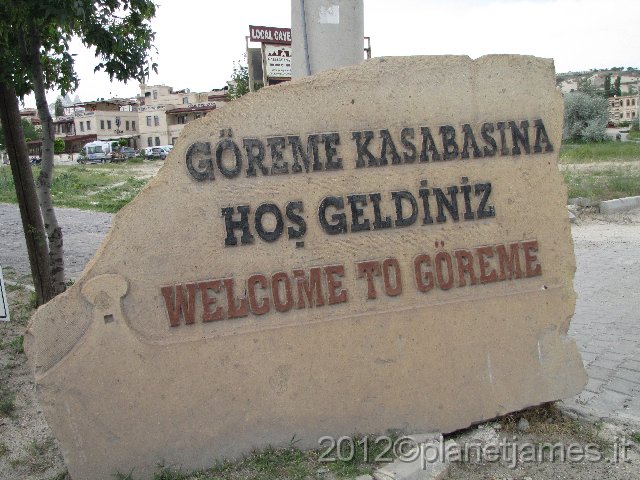 LOCAL CAVE
GÖREME KASABASINA
HOŞ GELDİNİZ
WELCOME TO GÖREME
2012©planetjames.it